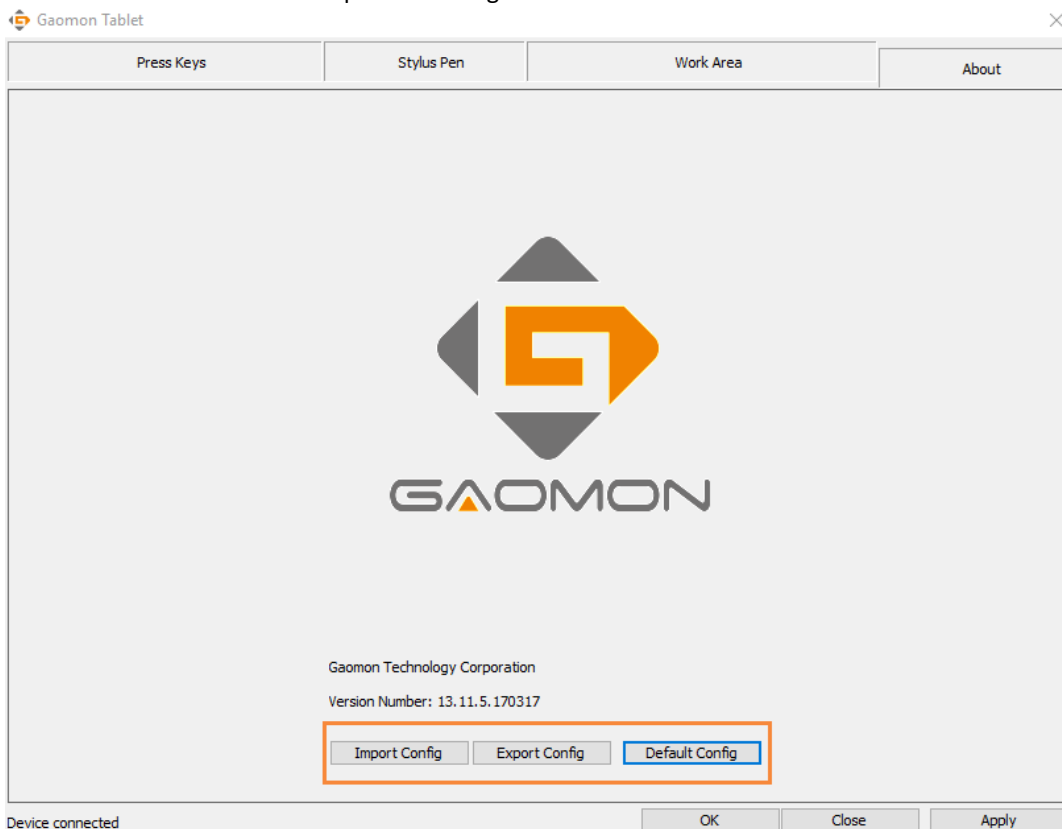 Gaomon Tablet
Press Keys Stylus Pen Work Area About
GAOMON
Gaomon Technology Corporation
Version Number: 13.11.5.170317
Import Config Export Config Default Config
Device connected OK Close Apply